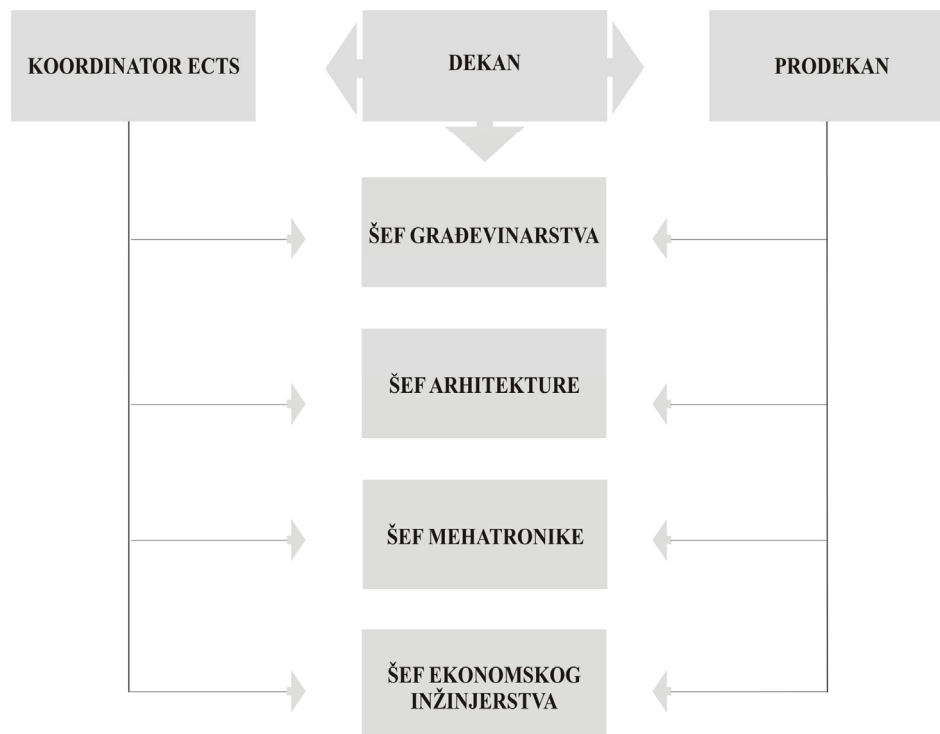 KOORDINATOR ECTS
DEKAN
PRODEKAN
ŠEF GRAĐEVINARSTVA
ŠEF ARHITEKTURE
ŠEF MEHATRONIKE
ŠEF EKONOMSKOG
INŽINJERSTVA